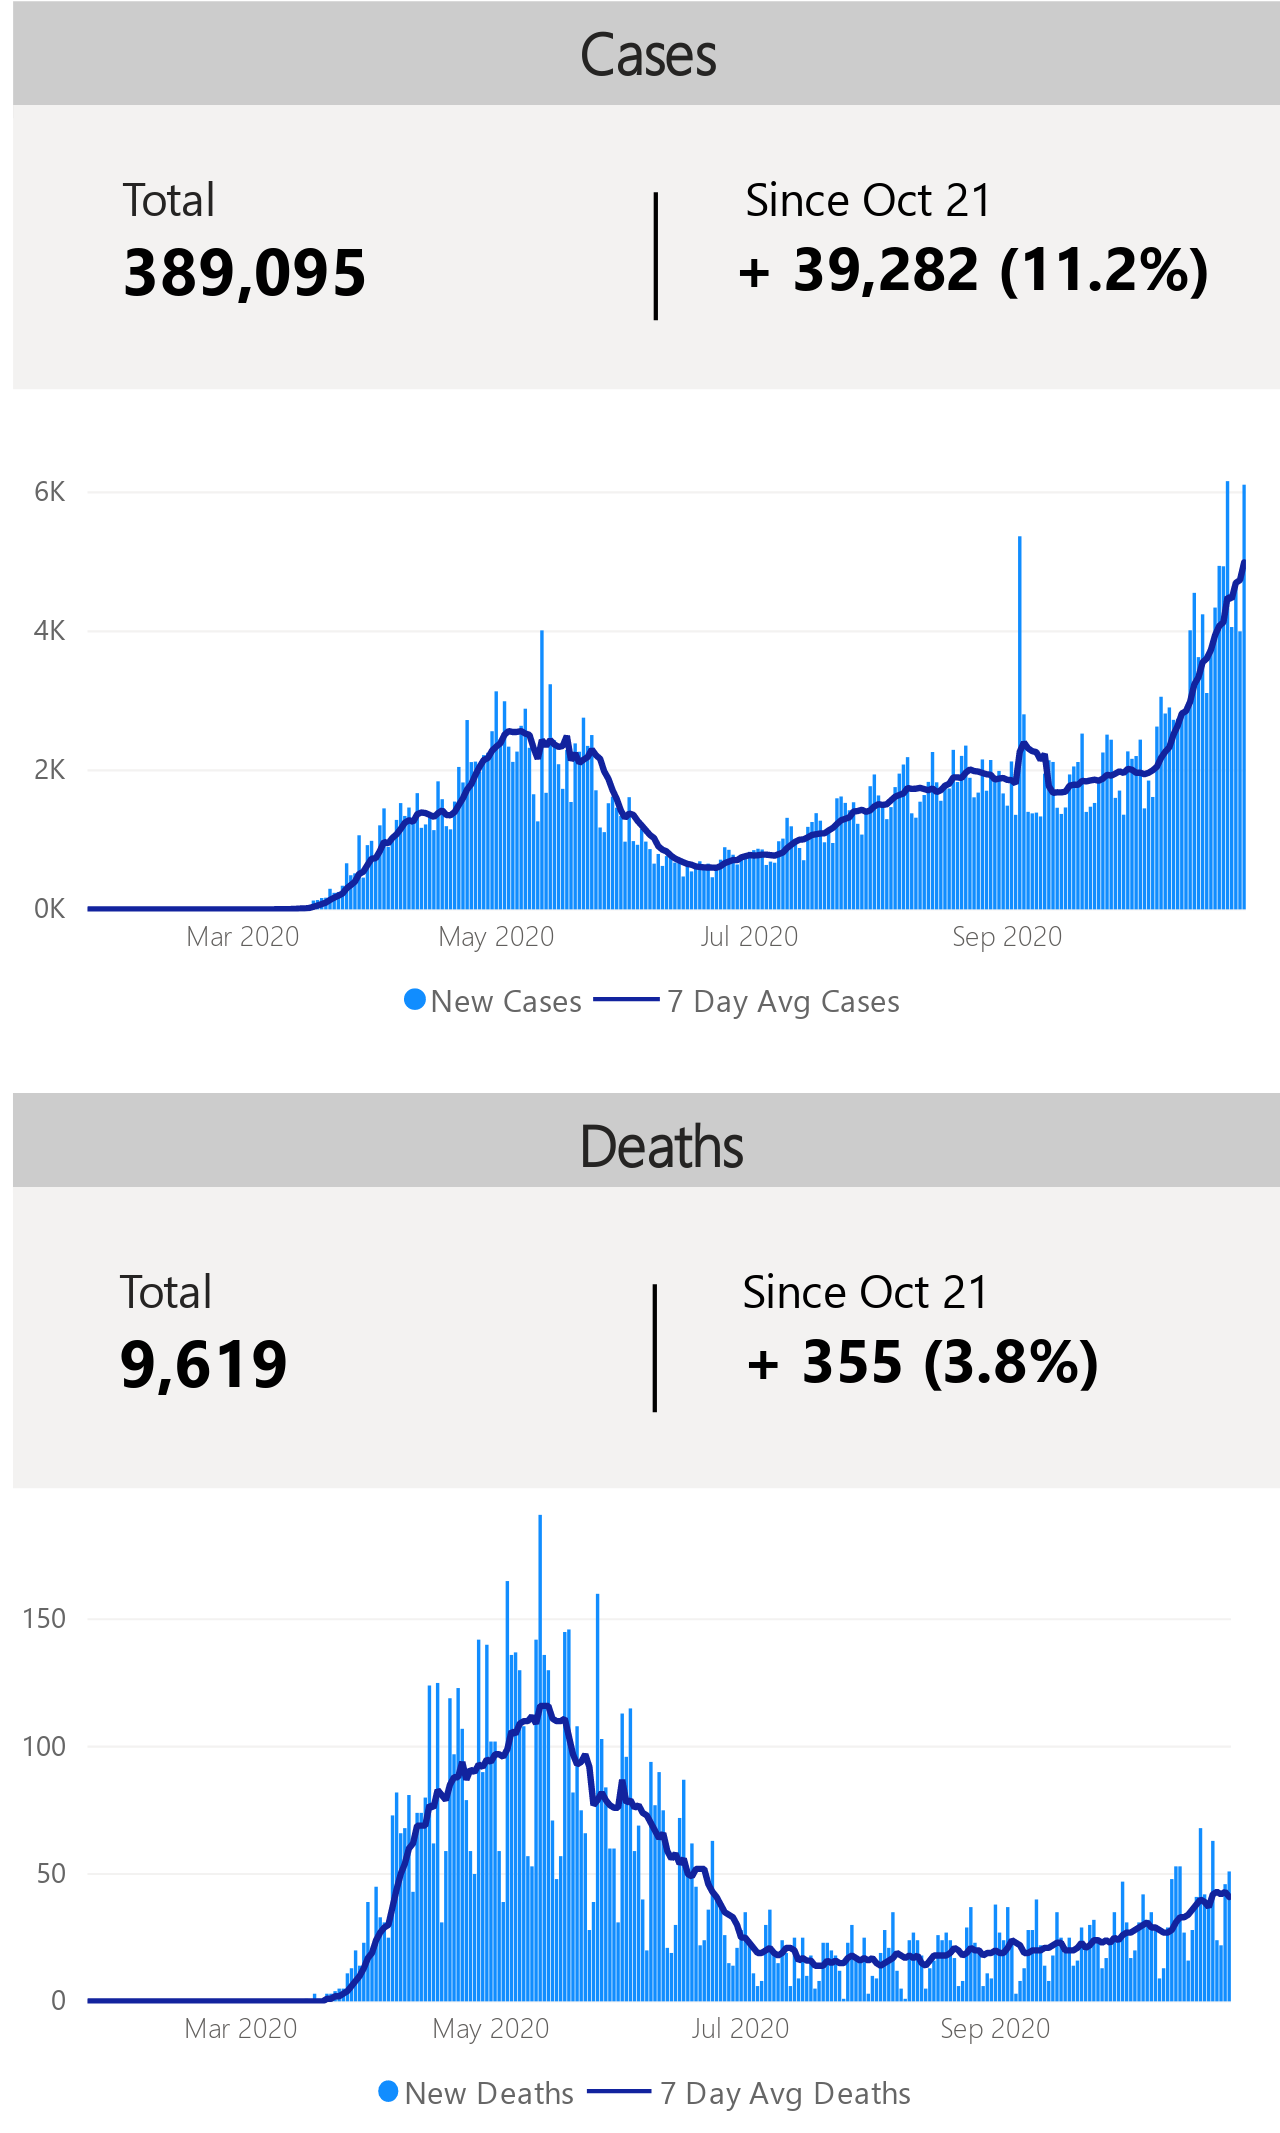 Cases
Total
Since Oct 21
389,095
+ 39,282 (11.2%)
6K
4K
2K
0K
Mar 2020
May 2020
Jul 2020
Sep 2020
New Cases
7 Day Avg Cases
Deaths
Total
Since Oct 21
9,619
+ 355 (3.8%)
150
100
50
0
Mar 2020
May 2020
Jul 2020
Sep 2020
New Deaths
7 Day Avg Deaths